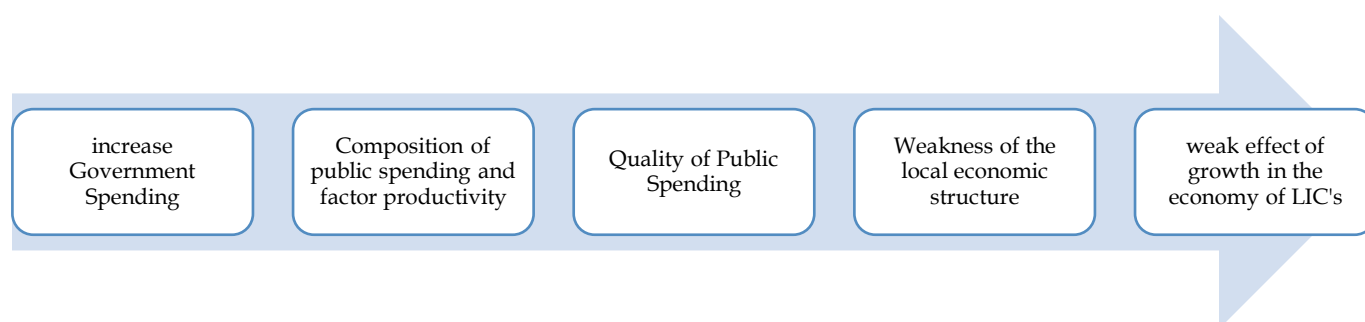 increase
Government
Spending
Composition of
public spending and
factor productivity
Quality of Public
Spending
Weakness of the
local economic
structure
weak effect of
growth in the
economy of LIC's